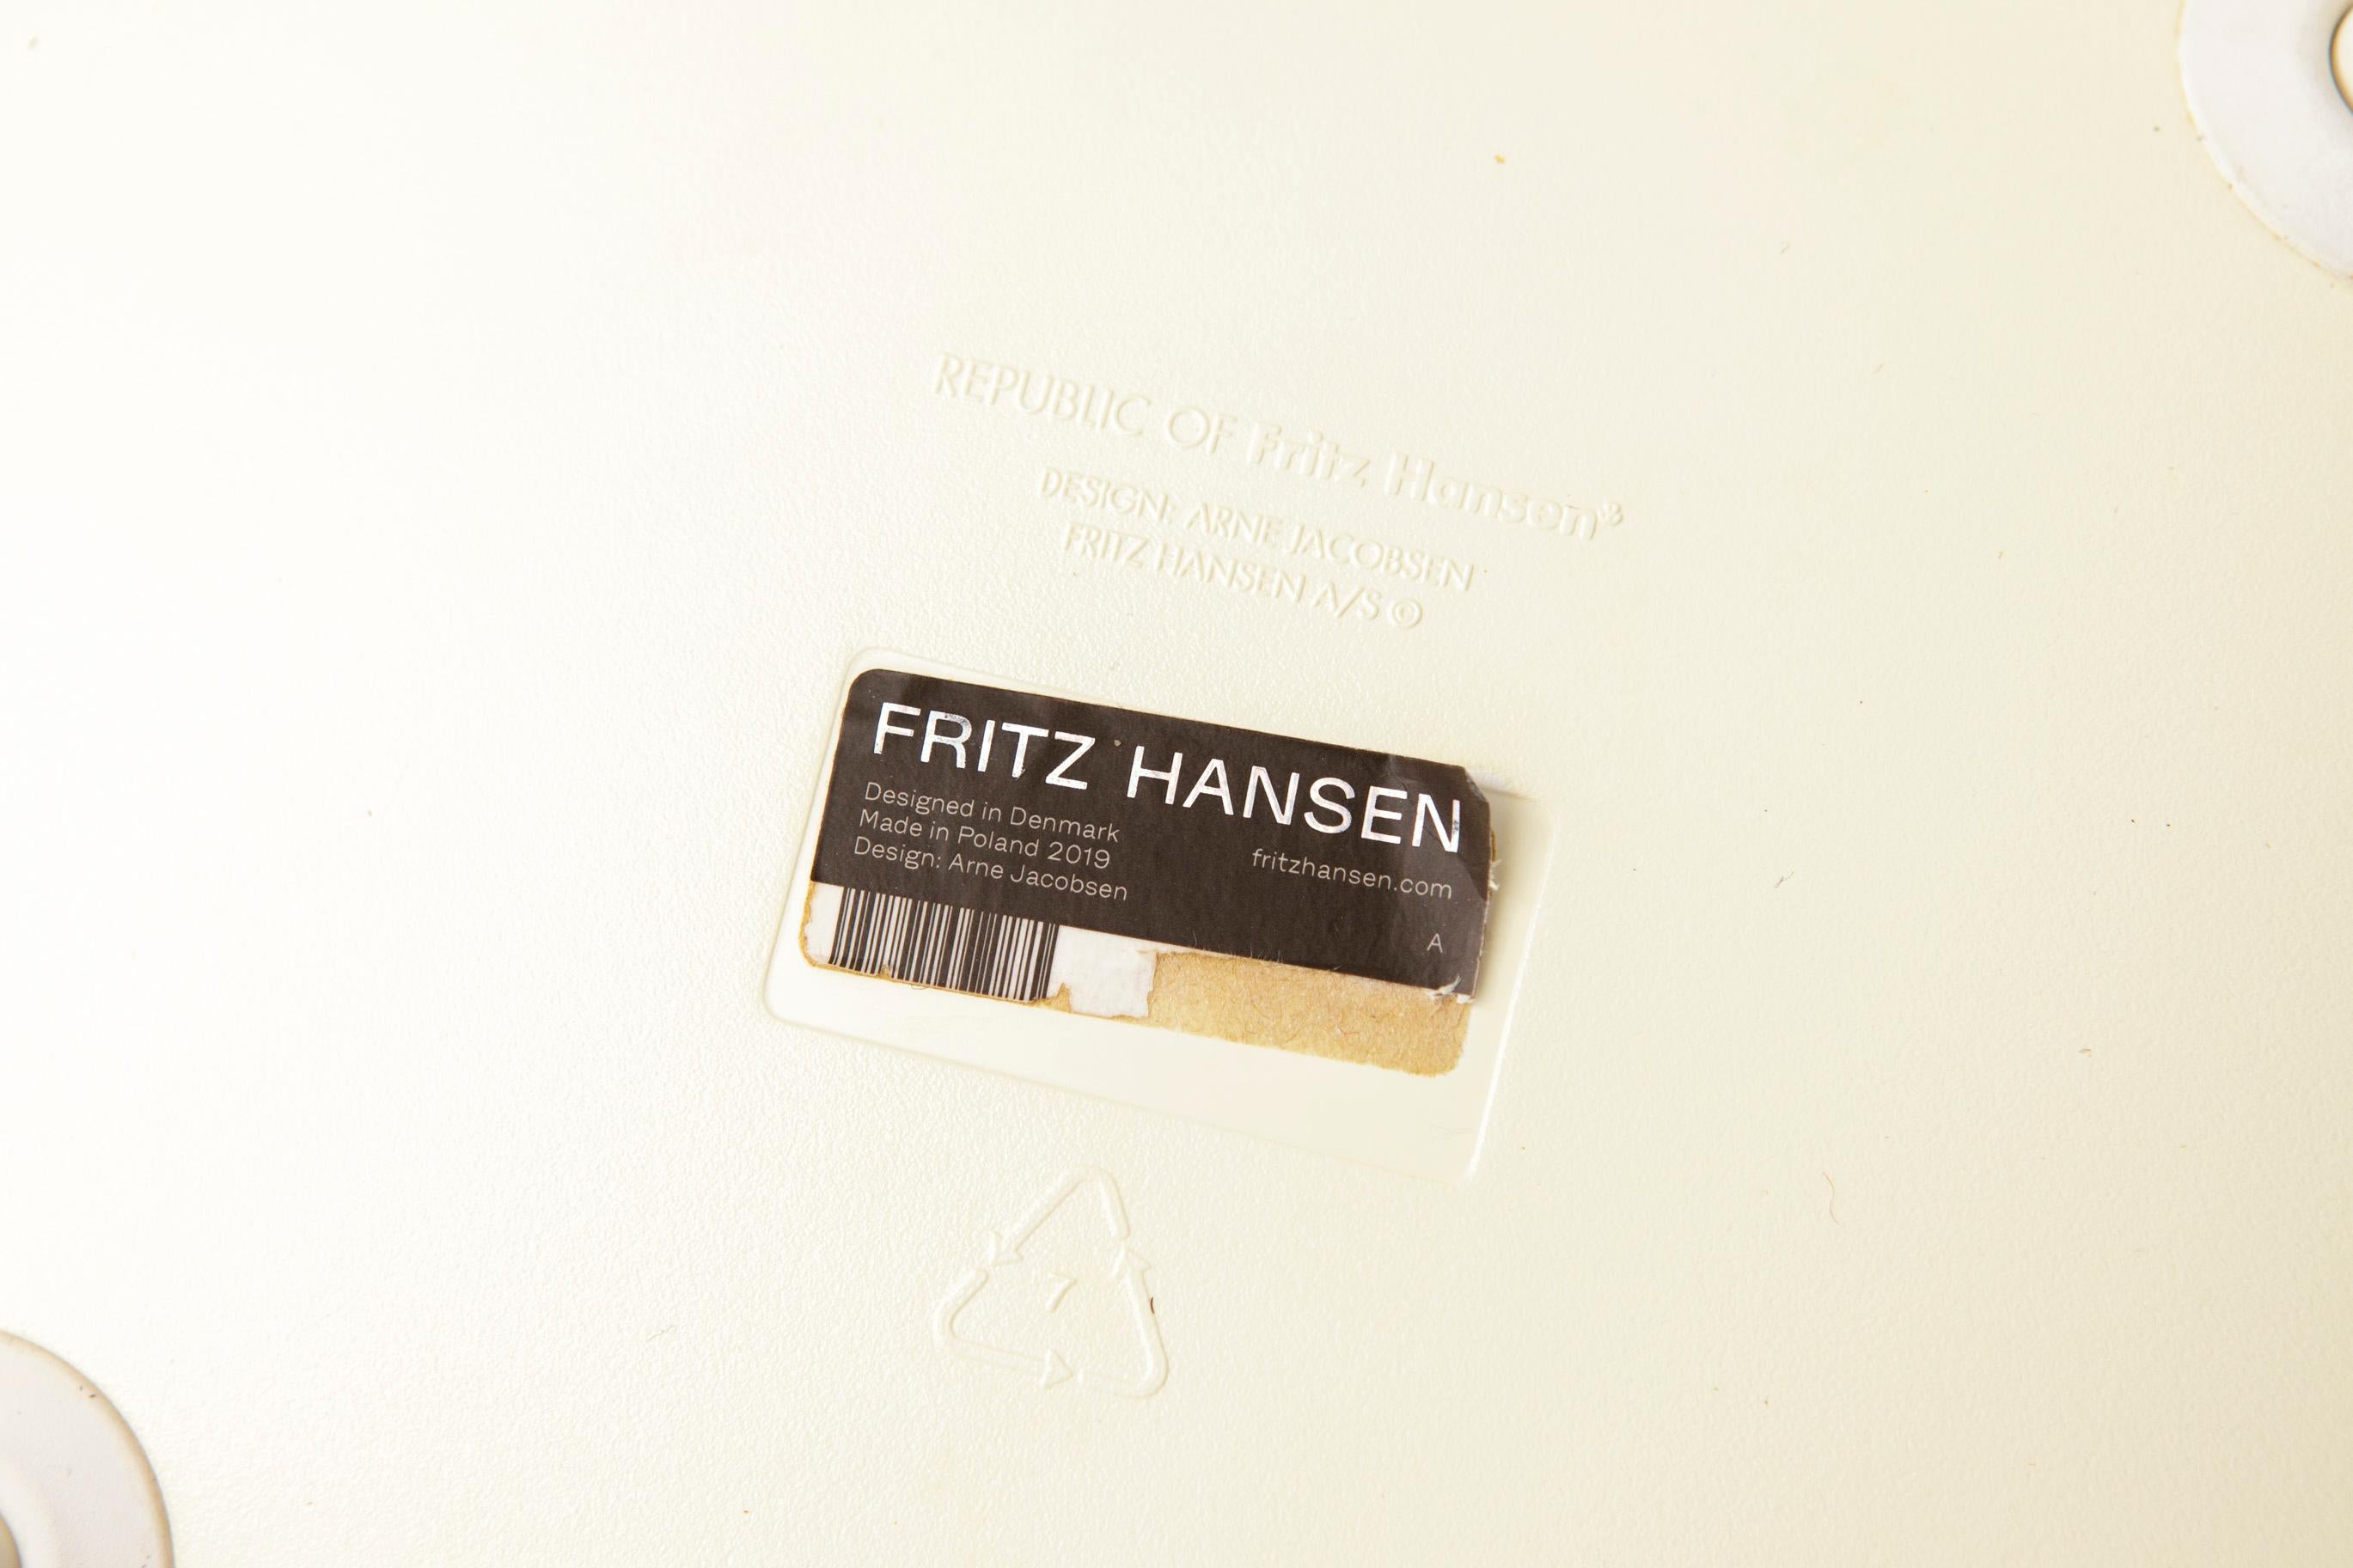 REPUBLIC OF Fritz Hansen®
DESIGN: ARNE JACOBSEN
FRITZ HANSEN A/S ©
FRITZ HANSEN
Designed in Denmark
Made in Poland 2019
Design: Arne Jacobsen
fritzhansen.com
A
7